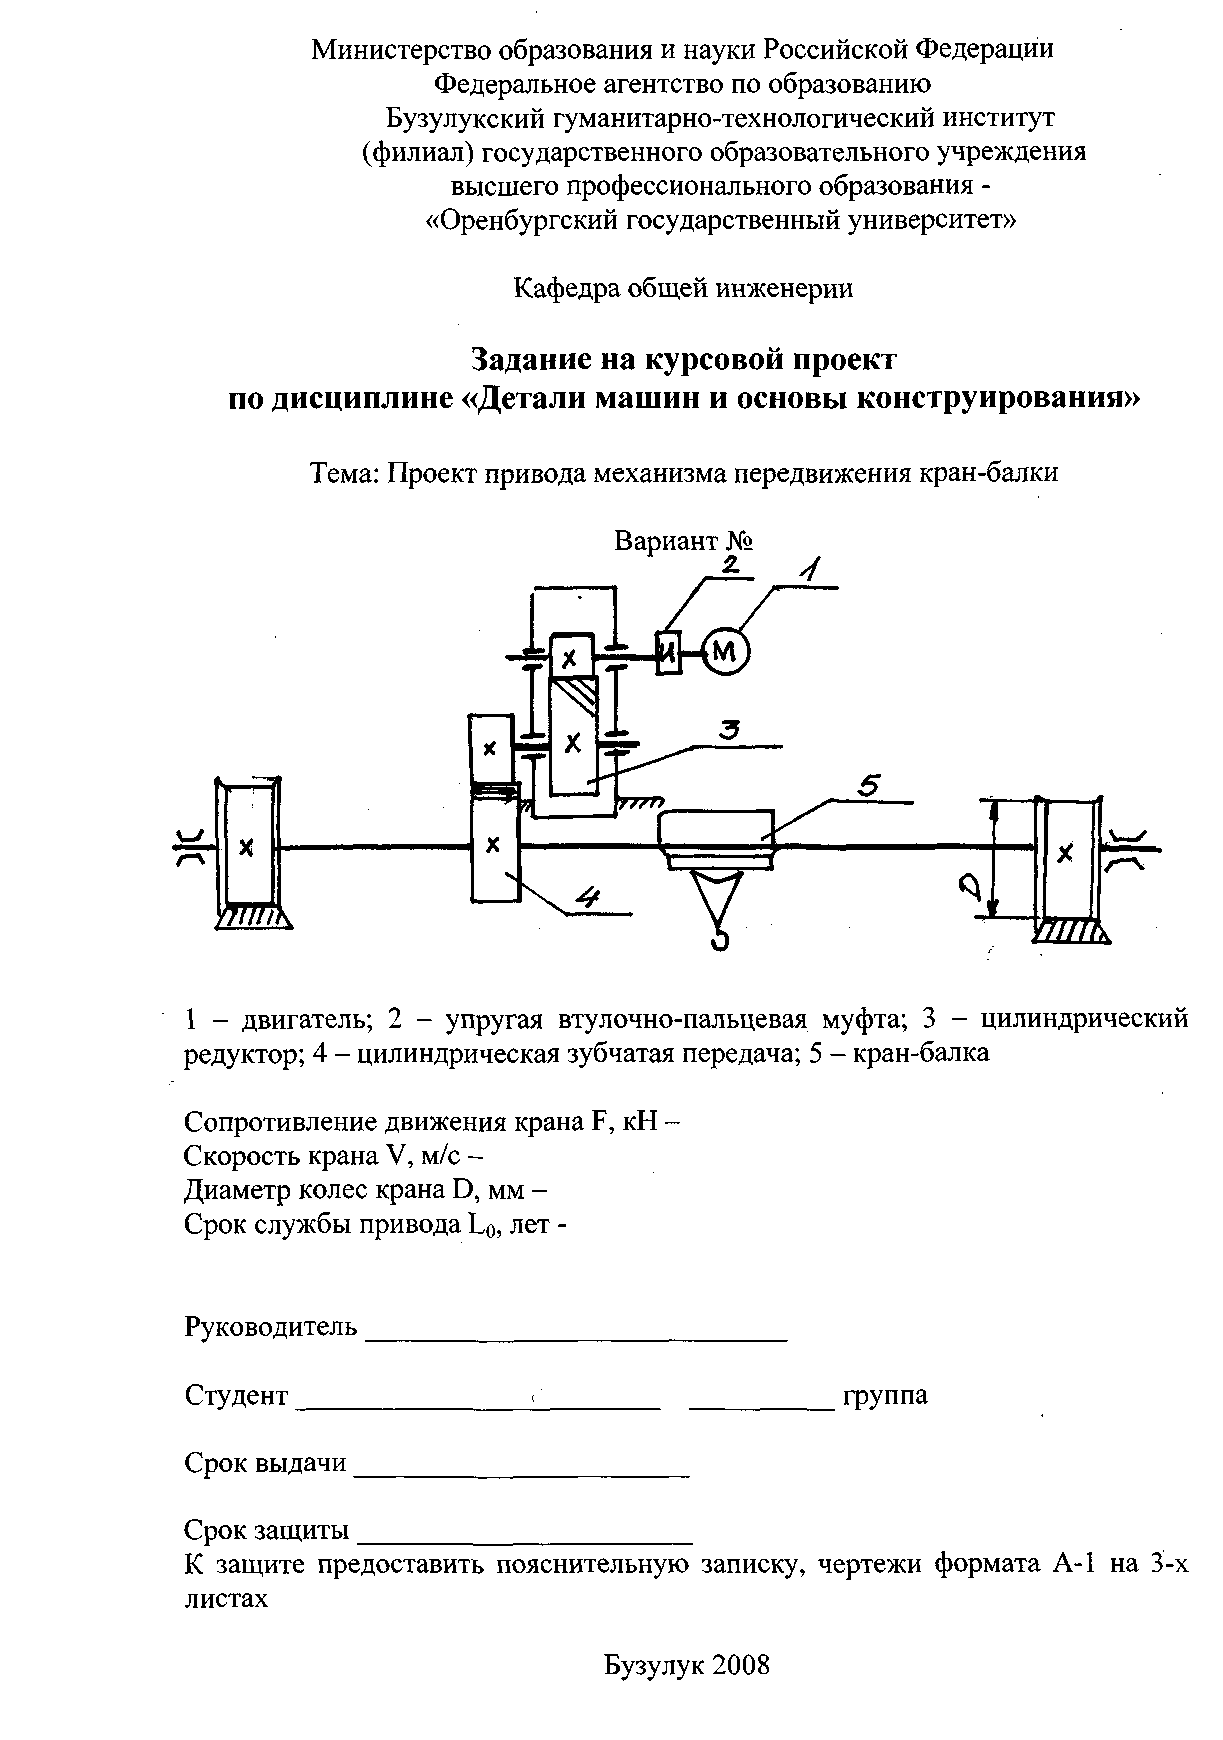 Министерство образования и науки Российской Федерации
Федеральное агентство по образованию
Бузулукский гуманитарно-технологический институт
(филиал) государственного образовательного учреждения
высшего профессионального образования -
«Оренбургский государственный университет»
Кафедра общей инженерии
Задание на курсовой проект
по дисциплине «Детали машин и основы конструирования»
Тема: Проект привода механизма передвижения кран-балки
Вариант №
2 1
М
3
5
4
D
1 – двигатель; 2 – упругая втулочно-пальцевая муфта; 3 – цилиндрический
редуктор; 4 – цилиндрическая зубчатая передача; 5 – кран-балка
Сопротивление движения крана F, кН –
Скорость крана V, м/с –
Диаметр колес крана D, мм –
Срок службы привода L₀, лет -
Руководитель
Студент группа
Срок выдачи
Срок защиты
К защите предоставить пояснительную записку, чертежи формата А-1 на 3-х
листах
Бузулук 2008